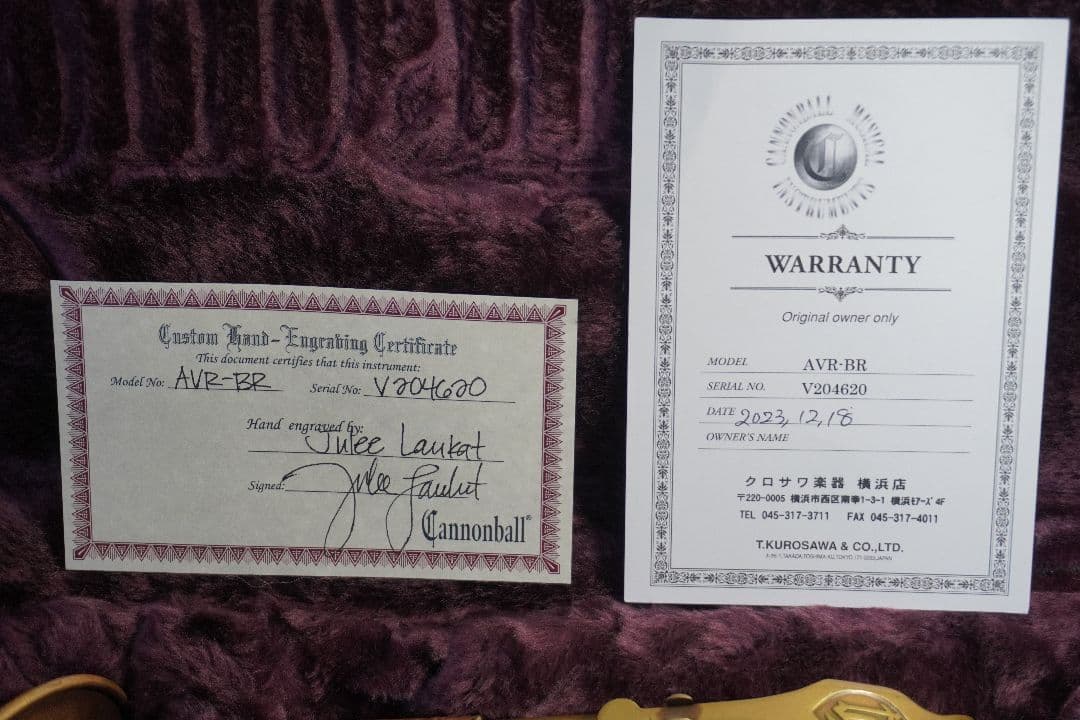 Custom Hand-Engraving Certificate
This document certifies that this instrument:
Model No: AVR-BR Serial No: V204620
Hand engraved by:
Julee Laukat
Signed: Julee Laukat
Cannonball®
CANNONBALL MUSICAL
C
INSTRUMENTS
WARRANTY
Original owner only
MODEL AVR-BR
SERIAL NO. V204620
DATE 2023, 12, 18
OWNER'S NAME
クロサワ楽器 横浜店
〒220-0005 横浜市西区南幸1-3-1 横浜モアーズ 4F
TEL 045-317-3711 FAX 045-317-4011
T.KUROSAWA & CO.,LTD.